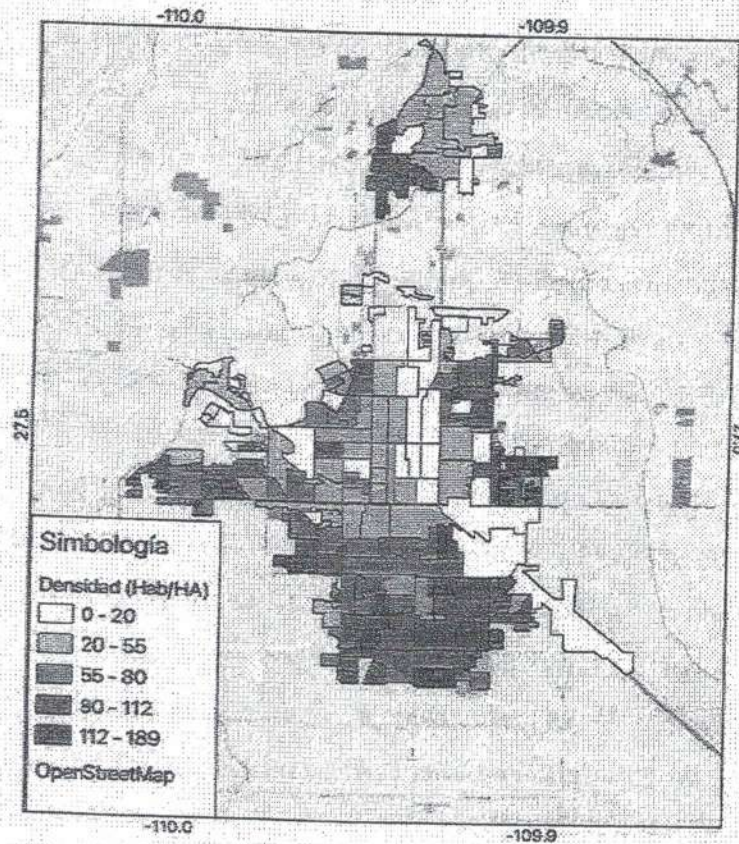 -110.0
-109.9
27.5
Simbología
Densidad (Hab/HA)
0 - 20
20 - 55
55 - 80
80 - 112
112 - 189
OpenStreetMap
-110.0
-109.9